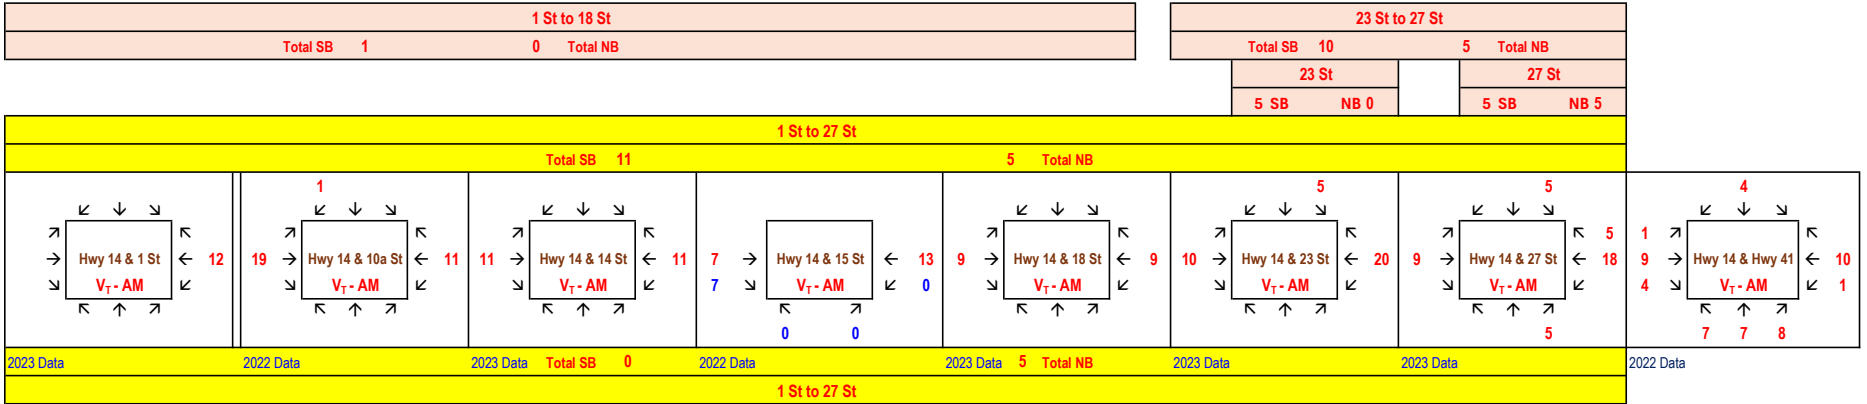 1 St to 18 St
23 St to 27 St
Total SB 1 0 Total NB
Total SB 10 5 Total NB
23 St
27 St
5 SB NB 0
5 SB NB 5
1 St to 27 St
Total SB 11 5 Total NB
1 5 5 4
↙ ↓ ↘ ↙ ↓ ↘ ↙ ↓ ↘ ↙ ↓ ↘ ↙ ↓ ↘ ↙ ↓ ↘ ↙ ↓ ↘
↗ ↖ ↗ ↖ ↗ ↖ ↗ ↖ ↗ ↖ ↗ ↖ 5 1 ↗ ↖
→ Hwy 14 & 1 St ← 12 19 → Hwy 14 & 10a St ← 11 11 → Hwy 14 & 14 St ← 11 7 → Hwy 14 & 15 St ← 13 9 → Hwy 14 & 18 St ← 9 10 → Hwy 14 & 23 St ← 20 9 → Hwy 14 & 27 St ← 18 9 → Hwy 14 & Hwy 41 ← 10
↘ VT - AM ↙ ↘ VT - AM ↙ ↘ VT - AM ↙ 7 ↘ VT - AM ↙ 0 ↘ VT - AM ↙ ↘ VT - AM ↙ ↘ VT - AM ↙ 4 ↘ VT - AM ↙ 1
↖ ↑ ↗ ↖ ↑ ↗ ↖ ↑ ↗ ↖ ↗ ↖ ↑ ↗ ↖ ↑ ↗ ↖ ↑ ↗ ↖ ↑ ↗
0 0 5 7 7 8
2023 Data 2022 Data 2023 Data Total SB 0 2022 Data 2023 Data 5 Total NB 2023 Data 2023 Data 2022 Data
1 St to 27 St